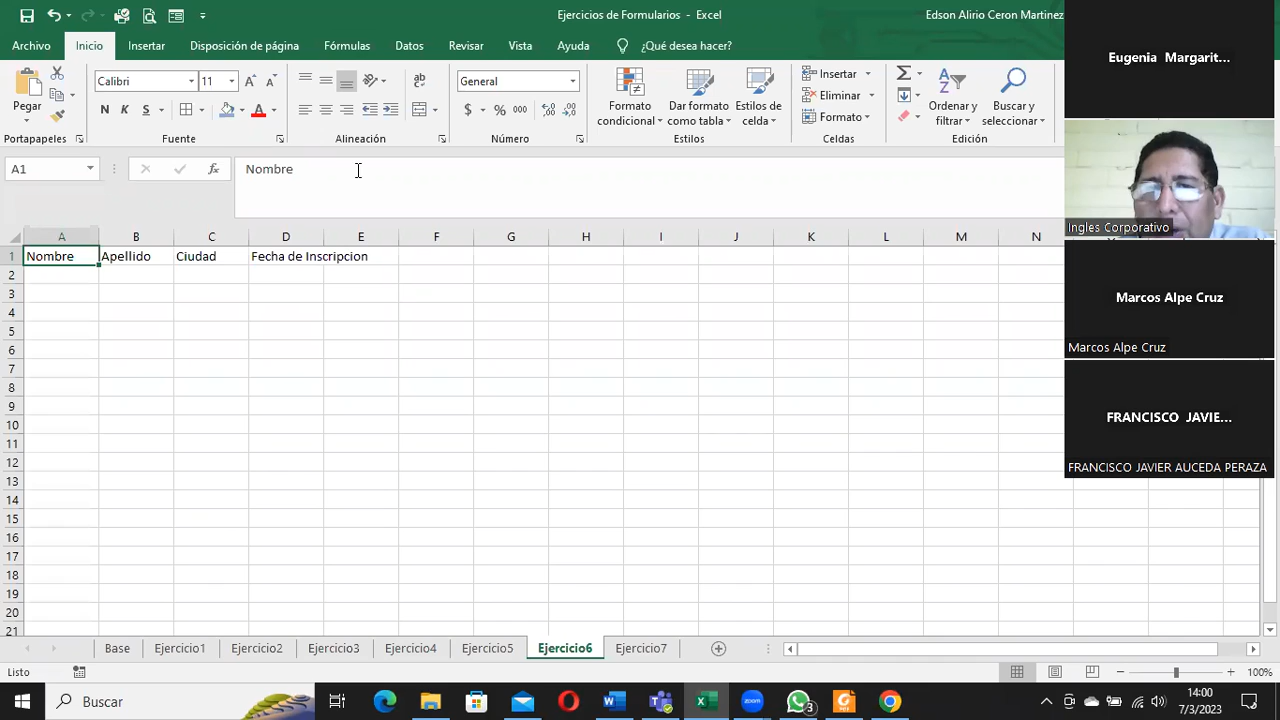 Ejercicios de Formularios - Excel
Edson Alirio Ceron Martinez
Archivo Inicio Insertar Disposición de página Fórmulas Datos Revisar Vista Ayuda ¿Qué desea hacer?
Pegar
Calibri 11
N K S
General
$ % 000
Formato condicional
Dar formato como tabla
Estilos de celda
Insertar
Eliminar
Formato
Ordenar y filtrar
Buscar y seleccionar
Portapapeles Fuente Alineación Número Estilos Celdas Edición
A1 fx Nombre
A B C D E F G H I J K L M N
1 Nombre Apellido Ciudad Fecha de Inscripcion
2
3
4
5
6
7
8
9
10
11
12
13
14
15
16
17
18
19
20
21
Base Ejercicio1 Ejercicio2 Ejercicio3 Ejercicio4 Ejercicio5 Ejercicio6 Ejercicio7
Listo 100%
Buscar
3
14:00
7/3/2023
Eugenia Margarit...
Ingles Corporativo
Marcos Alpe Cruz
Marcos Alpe Cruz
FRANCISCO JAVIE...
FRANCISCO JAVIER AUCEDA PERAZA